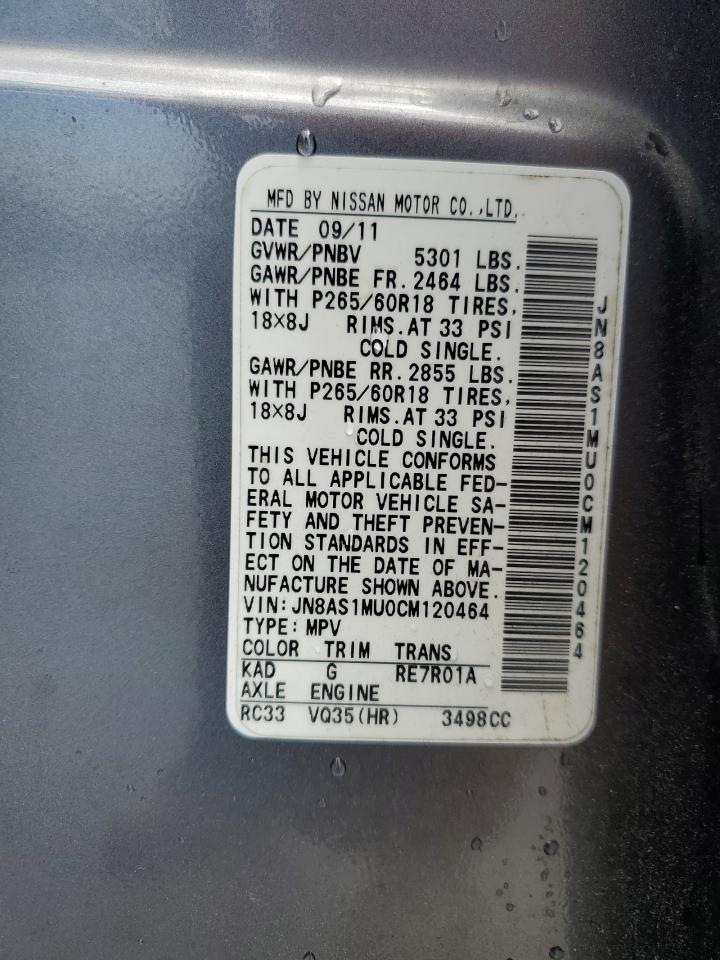 MFD BY NISSAN MOTOR CO.,LTD.
DATE 09/11
GVWR/PNBV 5301 LBS.
GAWR/PNBE FR. 2464 LBS.
WITH P265/60R18 TIRES,
18×8J RIMS.AT 33 PSI
COLD SINGLE.
GAWR/PNBE RR. 2855 LBS.
WITH P265/60R18 TIRES,
18×8J RIMS.AT 33 PSI
COLD SINGLE.
THIS VEHICLE CONFORMS
TO ALL APPLICABLE FED-
ERAL MOTOR VEHICLE SA-
FETY AND THEFT PREVEN-
TION STANDARDS IN EFF-
ECT ON THE DATE OF MA-
NUFACTURE SHOWN ABOVE.
VIN:JN8AS1MU0CM120464
TYPE:MPV
COLOR TRIM TRANS
KAD G RE7R01A
AXLE ENGINE
RC33 VQ35(HR) 3498CC
JN8AS1MU0CM120464